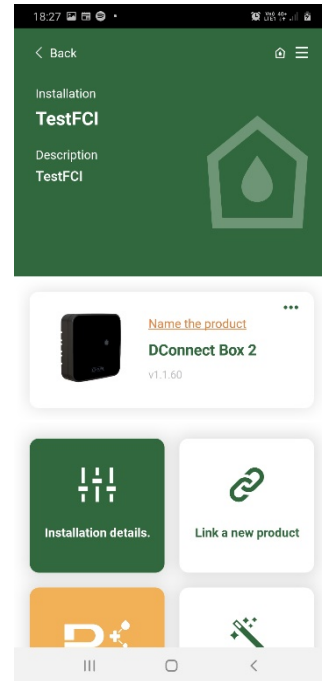 18:27
Back
Installation
TestFCI
Description
TestFCI
Name the product
DConnect Box 2
v1.1.60
Installation details.
Link a new product